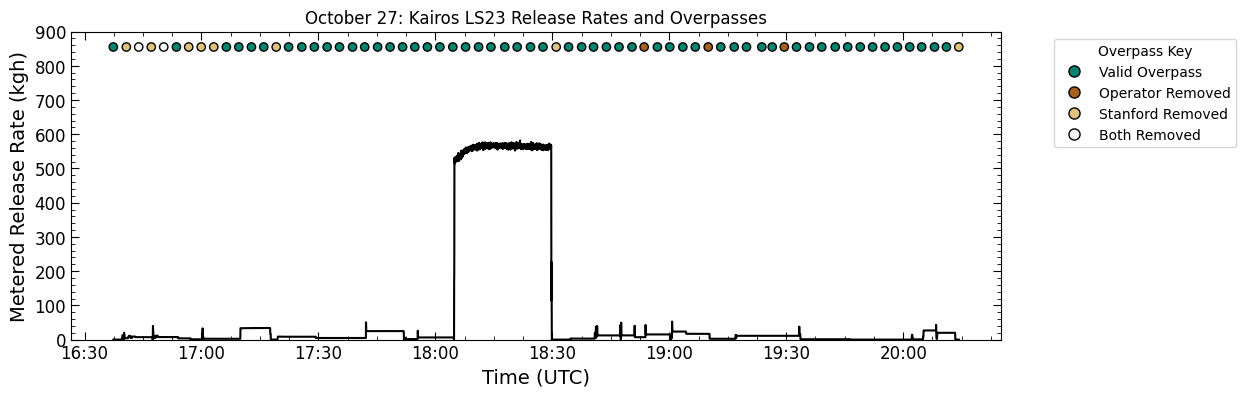 October 27: Kairos LS23 Release Rates and Overpasses
Metered Release Rate (kgh)
900
800
700
600
500
400
300
200
100
0
16:30 17:00 17:30 18:00 18:30 19:00 19:30 20:00
Time (UTC)
Overpass Key
Valid Overpass
Operator Removed
Stanford Removed
Both Removed